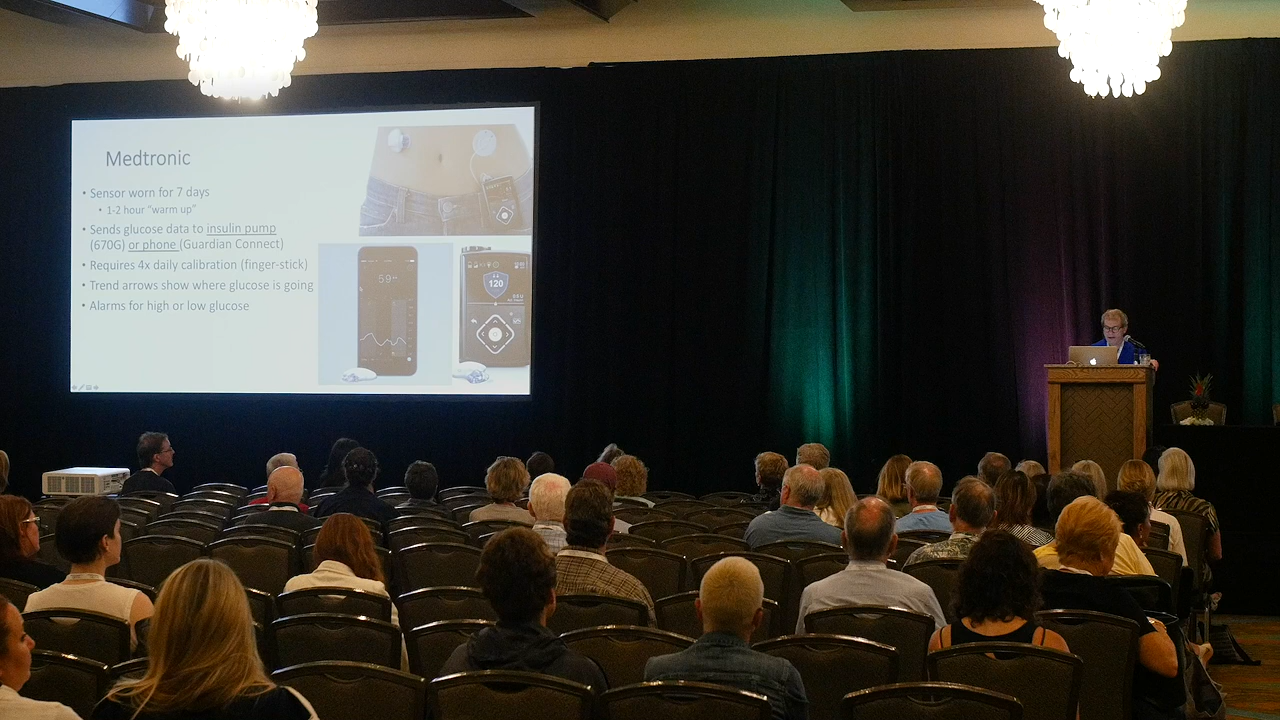 Medtronic
• Sensor worn for 7 days
• 1-2 hour “warm up”
• Sends glucose data to insulin pump
(670G) or phone (Guardian Connect)
• Requires 4x daily calibration (finger-stick)
• Trend arrows show where glucose is going
• Alarms for high or low glucose
59
120